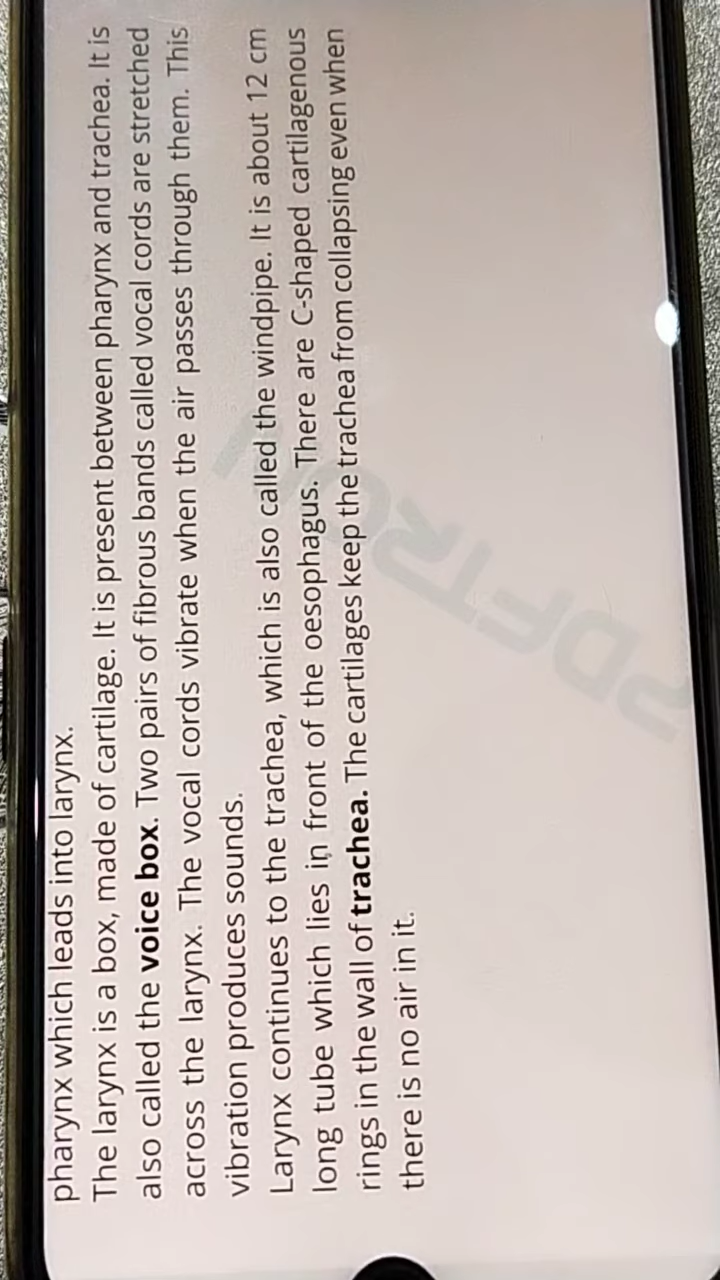 pharynx which leads into larynx.
The larynx is a box, made of cartilage. It is present between pharynx and trachea. It is
also called the voice box. Two pairs of fibrous bands called vocal cords are stretched
across the larynx. The vocal cords vibrate when the air passes through them. This
vibration produces sounds.
Larynx continues to the trachea, which is also called the windpipe. It is about 12 cm
long tube which lies in front of the oesophagus. There are C-shaped cartilagenous
rings in the wall of trachea. The cartilages keep the trachea from collapsing even when
there is no air in it.
PDFTRON